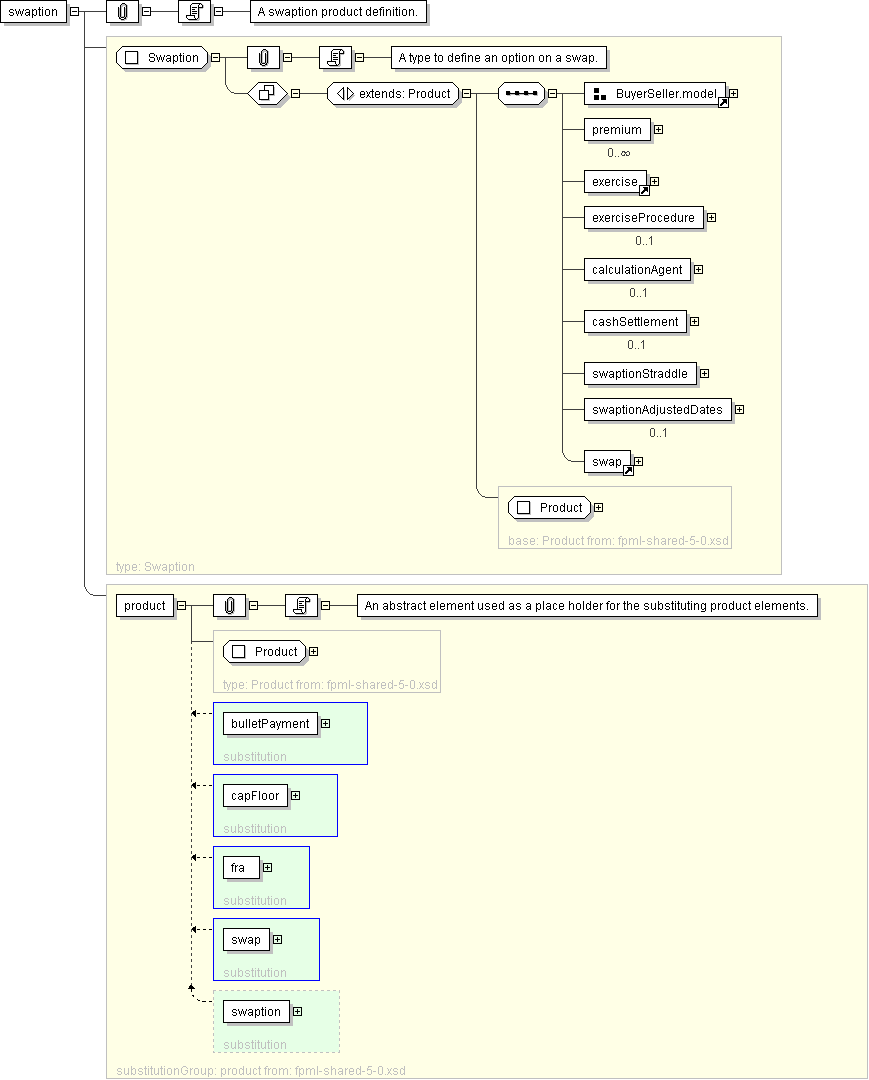 swaption
A swaption product definition.
Swaption
A type to define an option on a swap.
extends: Product
BuyerSeller.model
premium
0..∞
exercise
exerciseProcedure
0..1
calculationAgent
0..1
cashSettlement
0..1
swaptionStraddle
swaptionAdjustedDates
0..1
swap
Product
base: Product from: fpml-shared-5-0.xsd
type: Swaption
product
An abstract element used as a place holder for the substituting product elements.
Product
type: Product from: fpml-shared-5-0.xsd
bulletPayment
substitution
capFloor
substitution
fra
substitution
swap
substitution
swaption
substitution
substitutionGroup: product from: fpml-shared-5-0.xsd